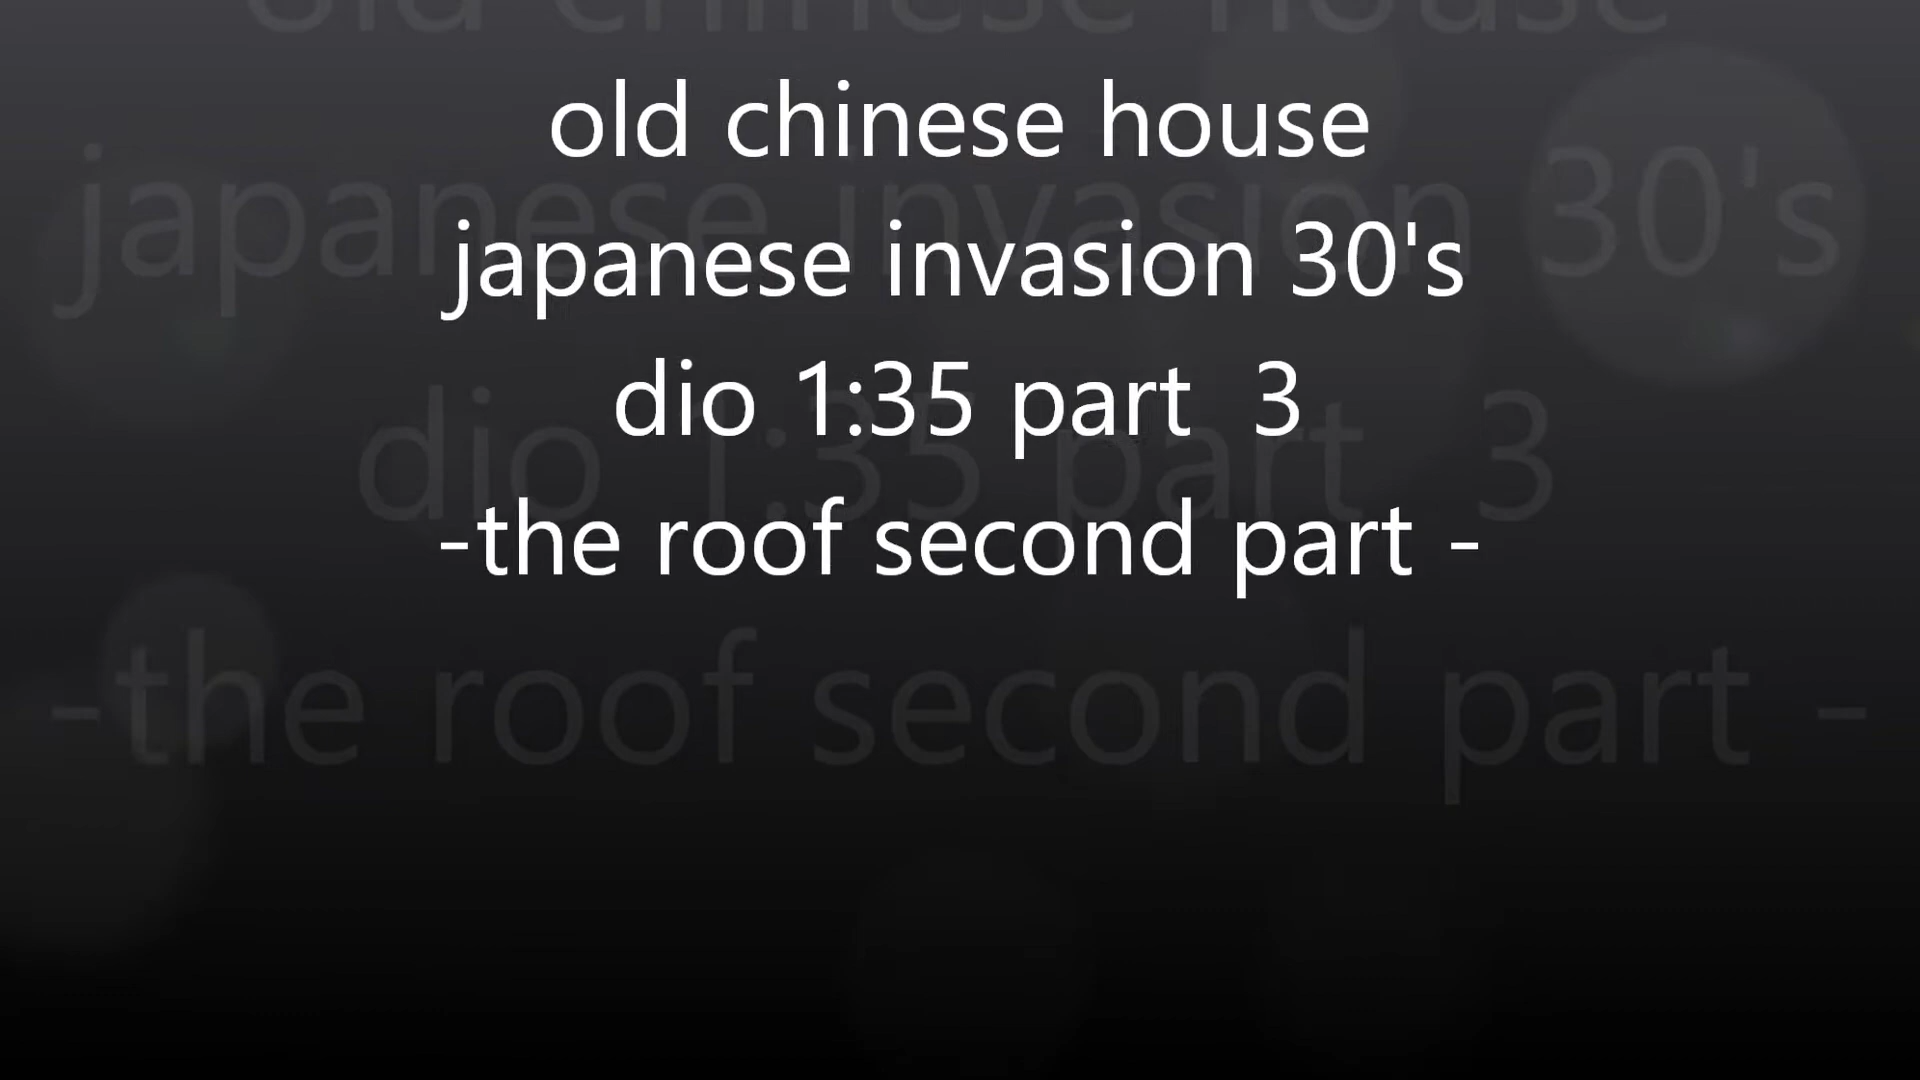 old chinese house
japanese invasion 30's
dio 1:35 part  3
-the roof second part -